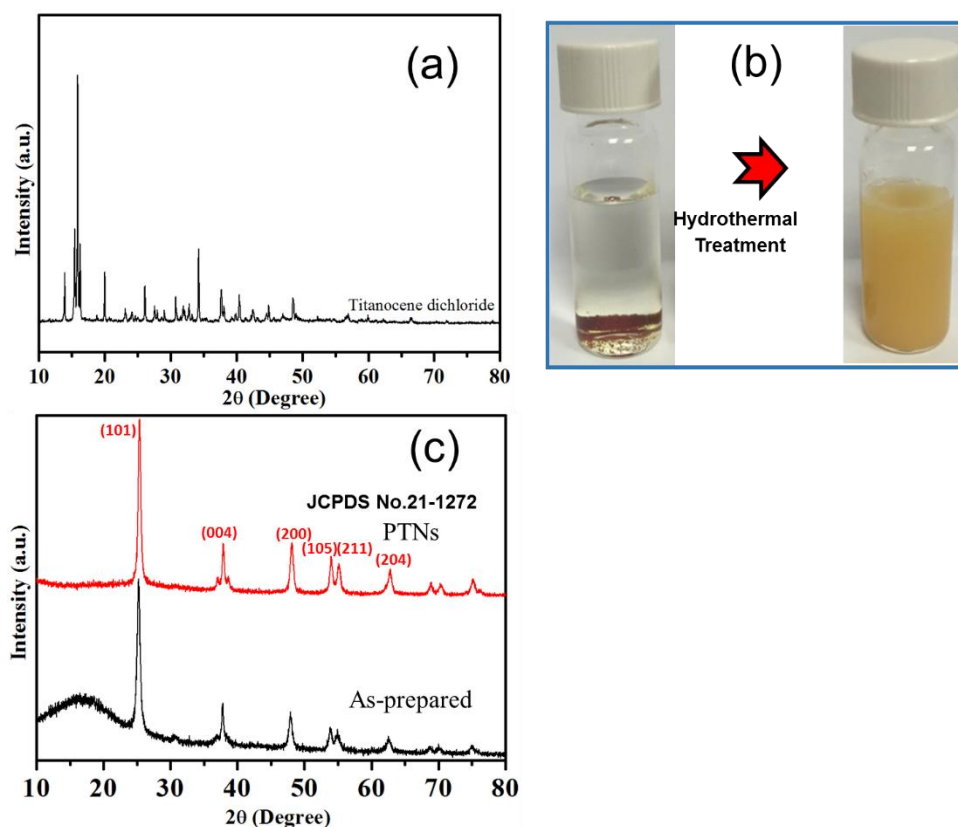 (a)
Intensity (a.u.)
Titanocene dichloride
10 20 30 40 50 60 70 80
2θ (Degree)
(b)
Hydrothermal
Treatment
(c)
(101)
JCPDS No.21-1272
PTNs
(004)
(200)
(105)(211)
(204)
Intensity (a.u.)
As-prepared
10 20 30 40 50 60 70 80
2θ (Degree)